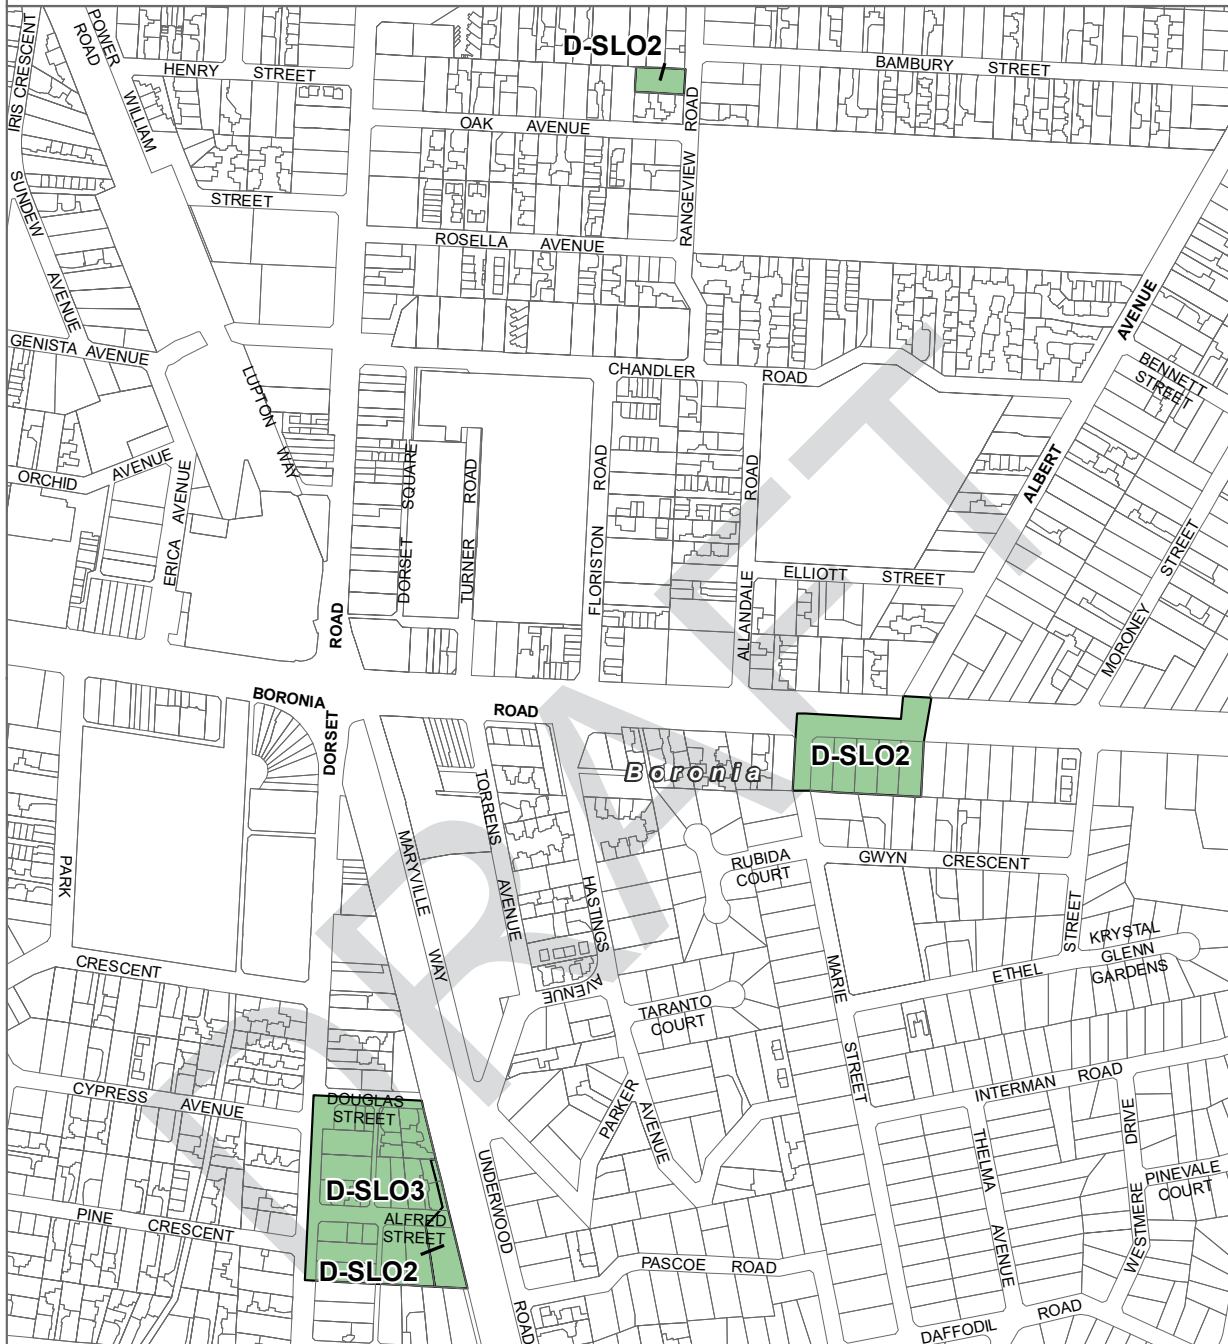 D-SLO2
IRIS CRESCENT
POWER
ROAD
HENRY STREET
BAMBURY STREET
WILLIAM
STREET
OAK AVENUE
RANGEVIEW ROAD
SUNDEW
AVENUE
ROSELLA AVENUE
GENISTA AVENUE
LUPTON WAY
CHANDLER ROAD
AVENUE
BENNETT
STREET
ORCHID AVENUE
ERICA AVENUE
DORSET SQUARE
TURNER ROAD
FLORISTON ROAD
ALLANDALE ROAD
ALBERT
ELLIOTT STREET
MORONEY STREET
ROAD
BORONIA ROAD
DORSET
Boronia
D-SLO2
PARK
CRESCENT
MARYVILLE WAY
TORRENS AVENUE
HASTINGS
AVENUE
RUBIDA
COURT
GWYN CRESCENT
MARIE STREET
ETHEL STREET
KRYSTAL
GLENN
GARDENS
TARANTO
COURT
CYPRESS AVENUE
DOUGLAS
STREET
PARKER
AVENUE
INTERMAN ROAD
THELMA AVENUE
WESTMERE DRIVE
PINEVALE
COURT
PINE CRESCENT
D-SLO3
ALFRED
STREET
D-SLO2
UNDERWOOD ROAD
PASCOE ROAD
DAFFODIL ROAD
DRAFT